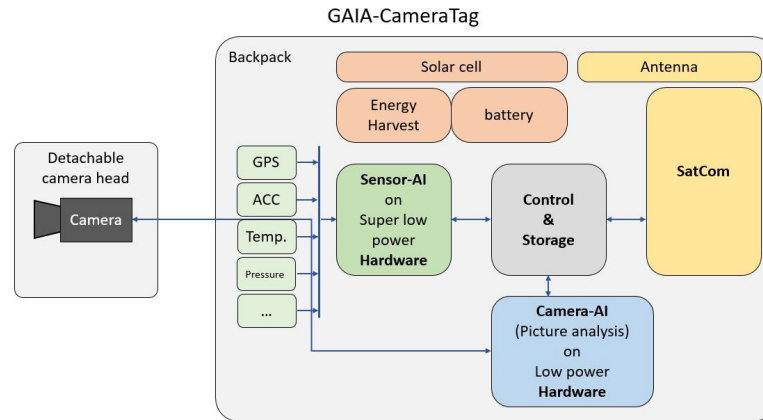 GAIA-CameraTag
Backpack
Solar cell
Antenna
Energy
Harvest
battery
Detachable
camera head
Camera
GPS
ACC
Temp.
Pressure
...
Sensor-AI
on
Super low
power
Hardware
Control
&
Storage
SatCom
Camera-AI
(Picture analysis)
on
Low power
Hardware